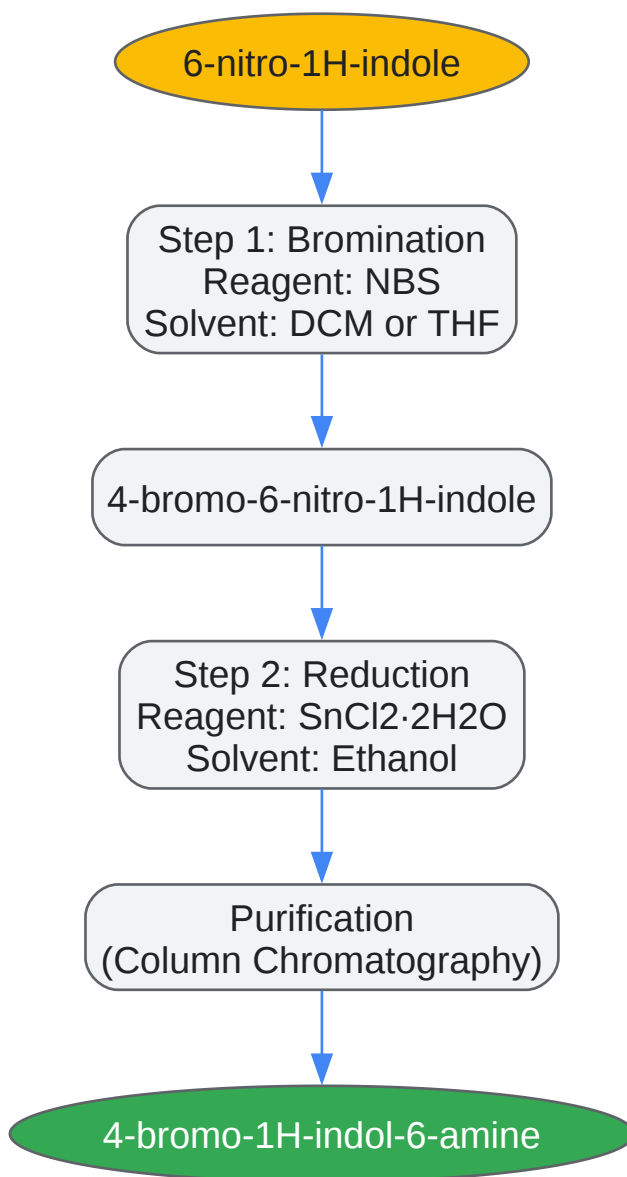 6-nitro-1H-indole
Step 1: Bromination
Reagent: NBS
Solvent: DCM or THF
4-bromo-6-nitro-1H-indole
Step 2: Reduction
Reagent: SnCl2·2H2O
Solvent: Ethanol
Purification
(Column Chromatography)
4-bromo-1H-indol-6-amine